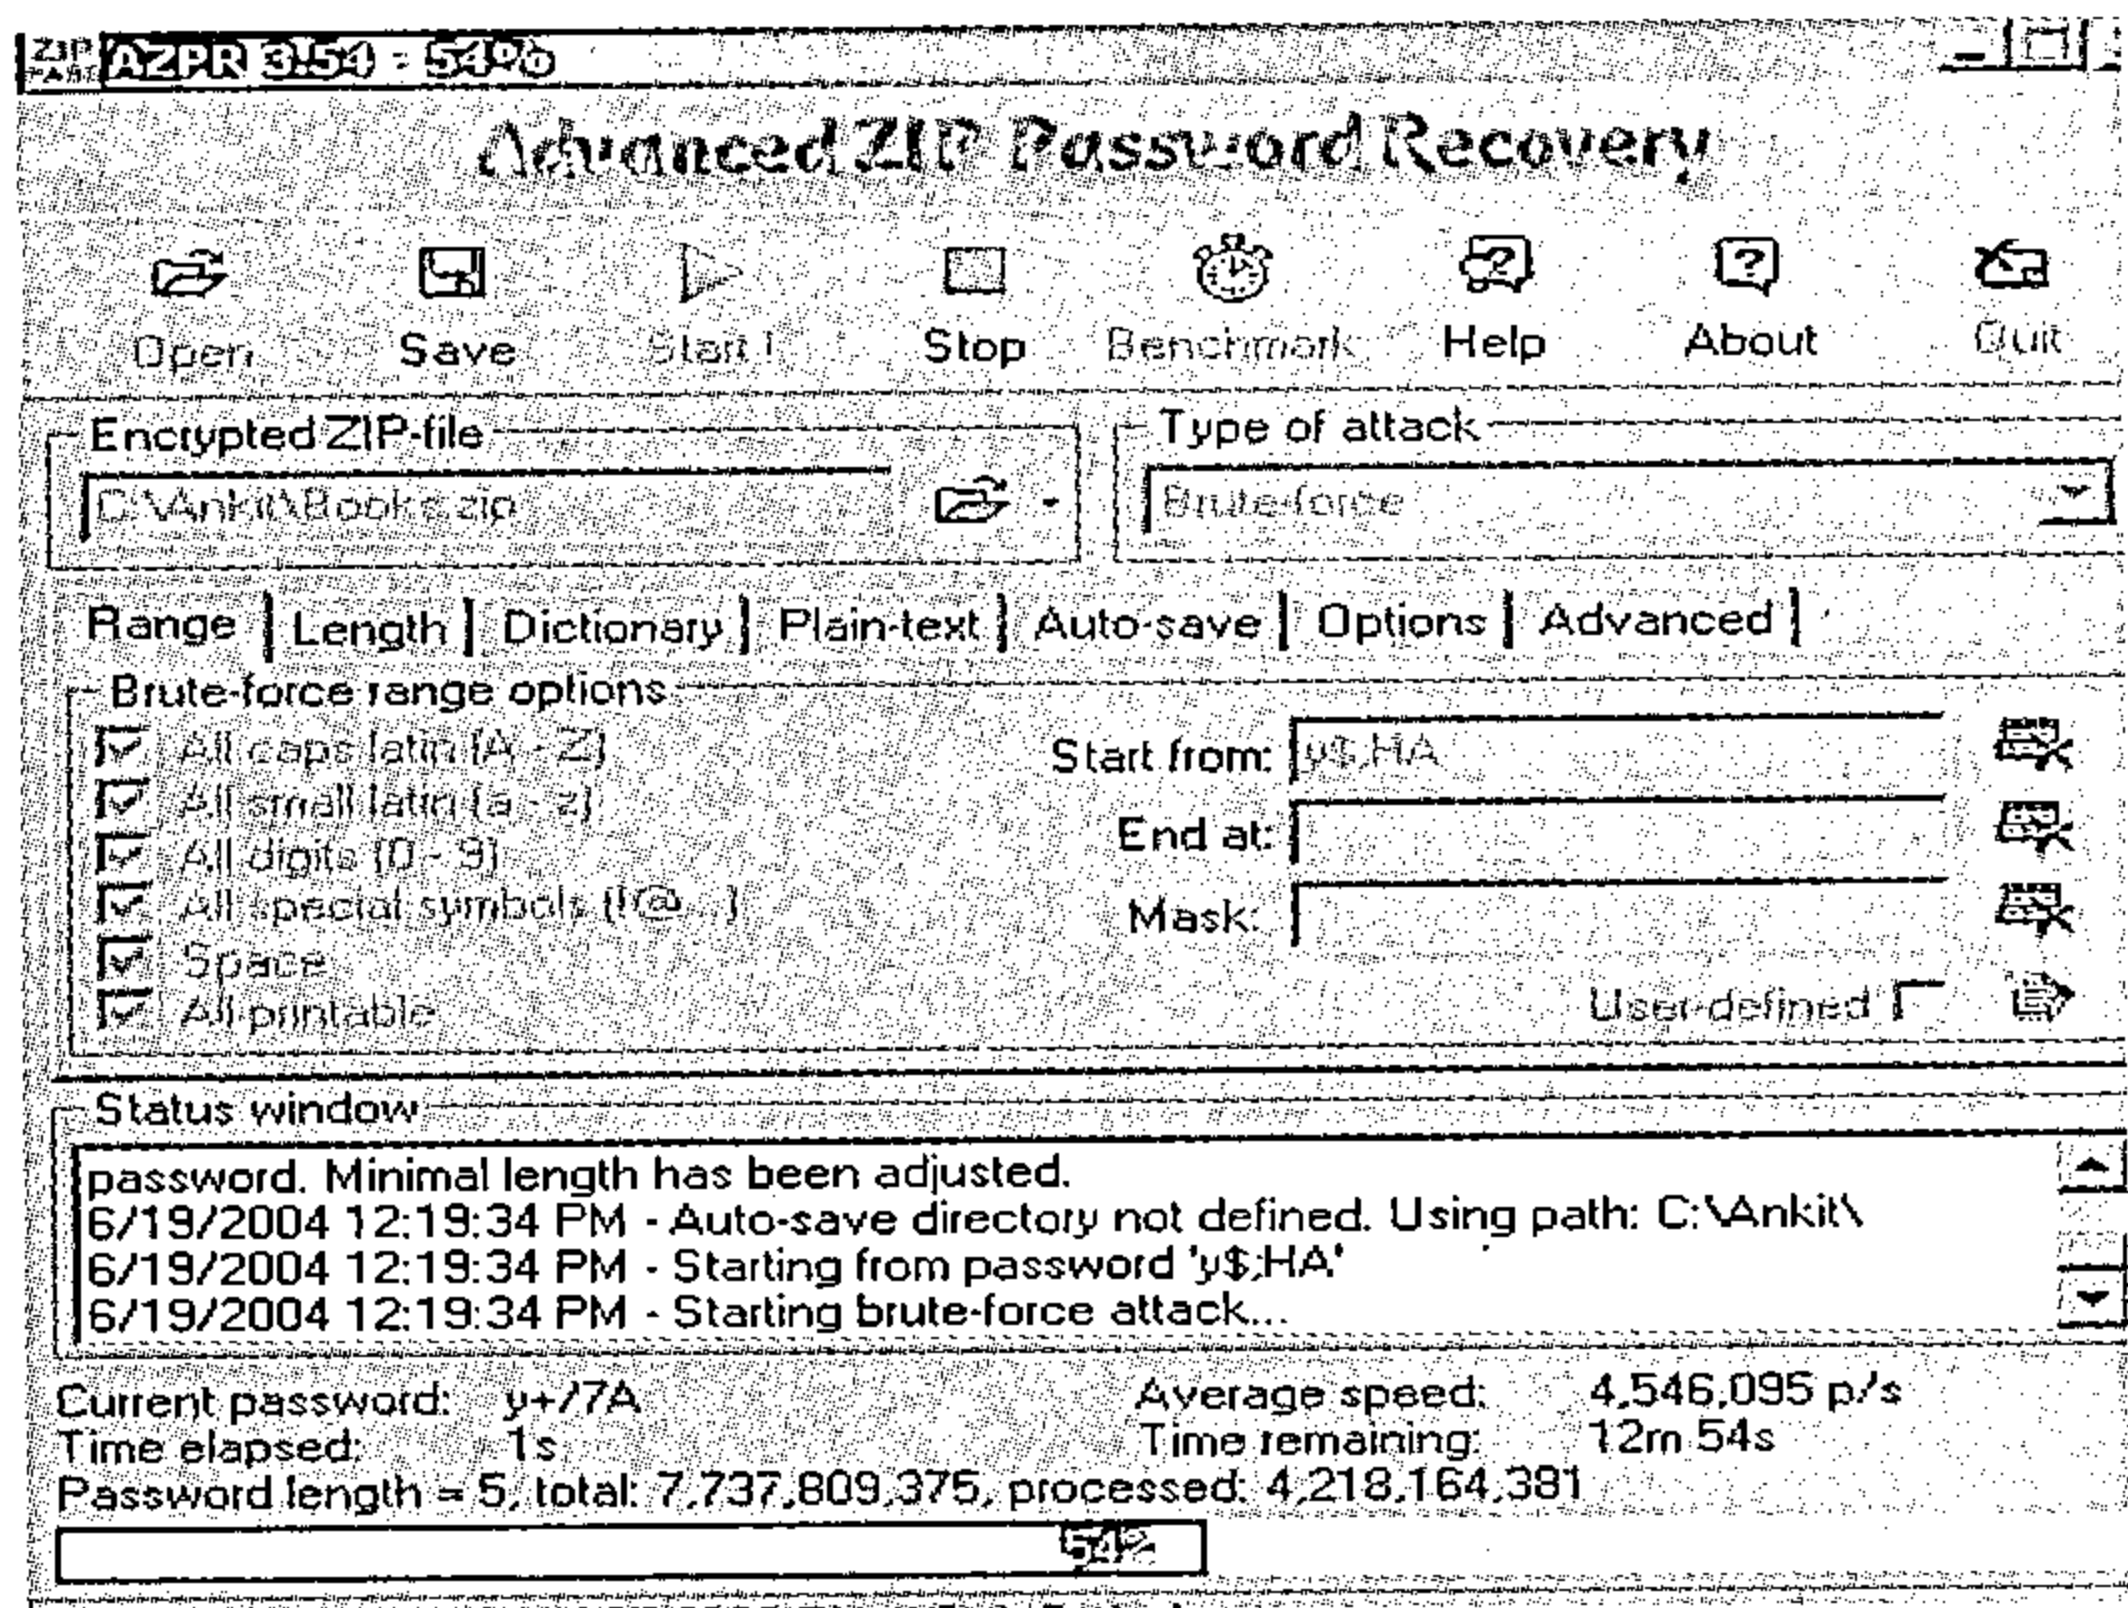 ZIP AZPR 3.54 - 54%
Advanced ZIP Password Recovery
Open Save Start ! Stop Benchmark Help About Quit
Encrypted ZIP-file Type of attack
C:\Ankit\Books.zip Brute-force
Range Length Dictionary Plain-text Auto-save Options Advanced
Brute-force range options
All caps latin (A - Z) Start from: y$;HA
All small latin (a - z)
All digits (0 - 9) End at:
All special symbols (!@...) Mask:
Space
All printable User-defined
Status window
password. Minimal length has been adjusted.
6/19/2004 12:19:34 PM - Auto-save directory not defined. Using path: C:\Ankit\
6/19/2004 12:19:34 PM - Starting from password 'y$;HA'
6/19/2004 12:19:34 PM - Starting brute-force attack...
Current password: y+/7A Average speed: 4,546,095 p/s
Time elapsed: 1s Time remaining: 12m 54s
Password length = 5, total: 7,737,809,375, processed: 4,218,164,381
54%